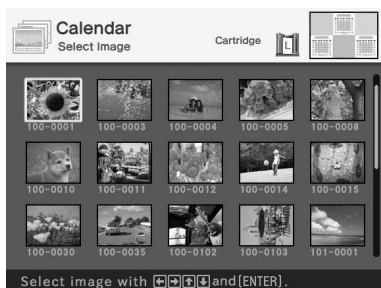 Calendar
Select Image
Cartridge L
100-0001 100-0003 100-0004 100-0005 100-0008
100-0010 100-0011 100-0012 100-0014 100-0015
100-0030 100-0035 100-0102 100-0103 101-0001
Select image with ←→↑↓ and [ENTER].